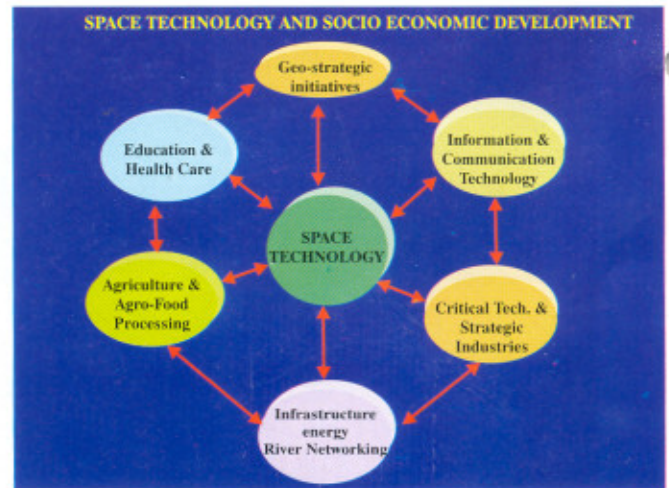 SPACE TECHNOLOGY AND SOCIO ECONOMIC DEVELOPMENT
Geo-strategic
initiatives
Education &
Health Care
Information &
Communication
Technology
SPACE
TECHNOLOGY
Agriculture &
Agro-Food
Processing
Critical Tech. &
Strategic
Industries
Infrastructure
energy
River Networking